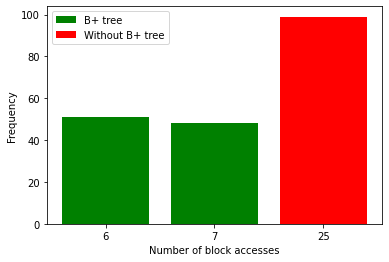 B+ tree
Without B+ tree
Frequency
100
80
60
40
20
0
6 7 25
Number of block accesses